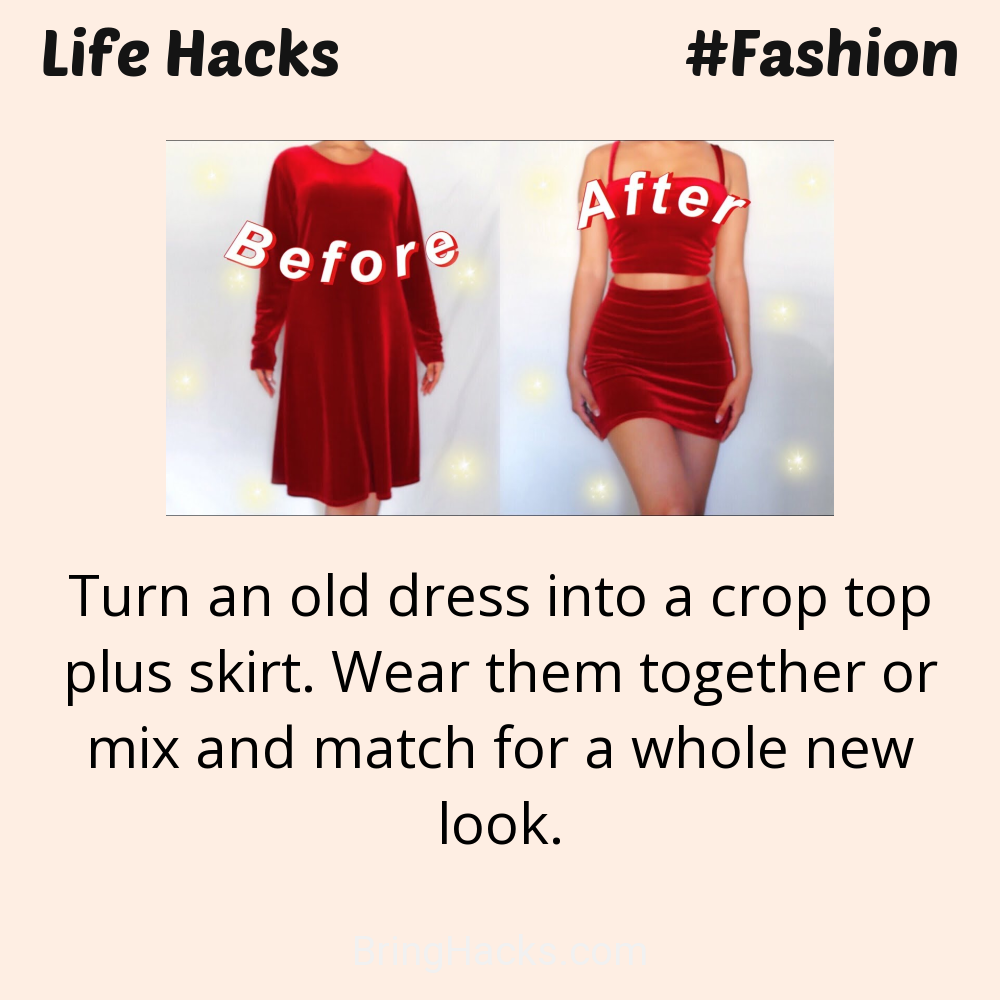 Life Hacks #Fashion
Before After
Turn an old dress into a crop top
plus skirt. Wear them together or
mix and match for a whole new
look.
BringHacks.com